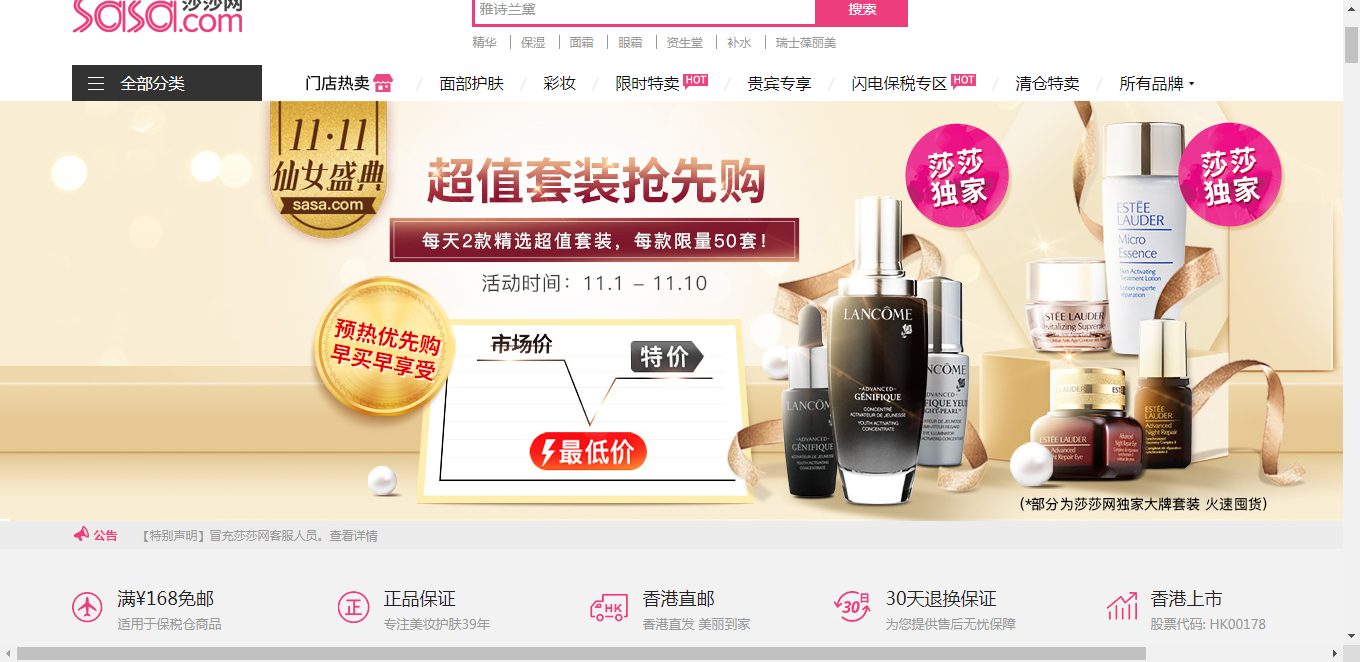 sasa.com
莎莎网
雅诗兰黛
搜索
精华
保湿
面霜
眼霜
资生堂
补水
瑞士葆丽美
全部分类
门店热卖
面部护肤
彩妆
限时特卖 HOT
贵宾专享
闪电保税专区 HOT
清仓特卖
所有品牌
11·11
仙女盛典
sasa.com
超值套装抢先购
每天2款精选超值套装，每款限量50套！
活动时间：11.1 – 11.10
预热优先购
早买早享受
市场价
特价
最低价
莎莎
独家
莎莎
独家
ESTĒE
LAUDER
Micro
Essence
Skin Activating
Treatment Lotion
Lotion experte
réparation
ESTĒE LAUDER
Revitalizing Supreme
LANCÔME
ADVANCED
GÉNIFIQUE
CONCENTRÉ
ACTIVATEUR DE JEUNESSE
YOUTH ACTIVATING
CONCENTRATE
LANCÔM
ADVANCED
GÉNIFIQUE
NCÔME
ADVANCED
FIQUE YEUX
GHT-PEARL™
ESTĒE LAUDER
Advanced
Night Repair Eye
ESTĒE
LAUDER
Advanced
Night Repair
(*部分为莎莎网独家大牌套装 火速囤货)
公告
【特别声明】冒充莎莎网客服人员。查看详情
满¥168免邮
适用于保税仓商品
正
正品保证
专注美妆护肤39年
HK
香港直邮
香港直发 美丽到家
30日
30天退换保证
为您提供售后无忧保障
香港上市
股票代码: HK00178